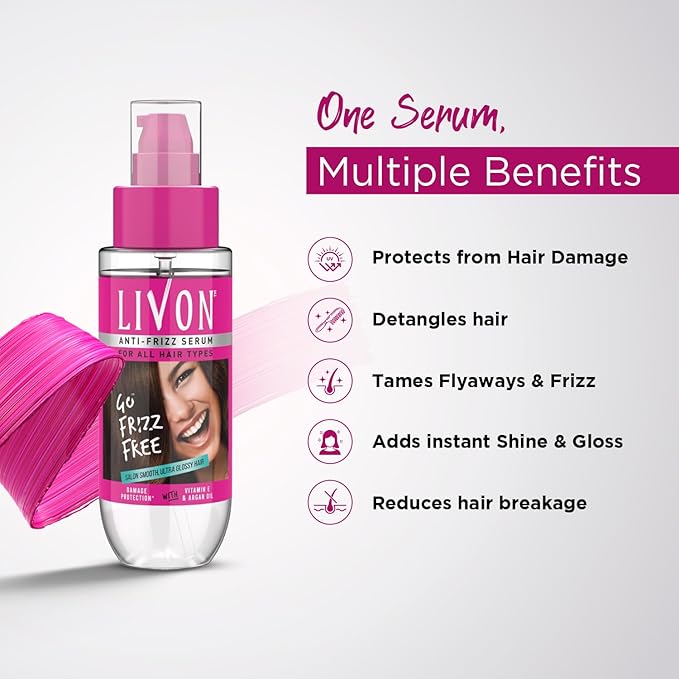 One Serum,
Multiple Benefits
UV
Protects from Hair Damage
Detangles hair
Tames Flyaways & Frizz
Adds instant Shine & Gloss
Reduces hair breakage
LIVON
ANTI-FRIZZ SERUM
FOR ALL HAIR TYPES
GO
FRIZZ
FREE
SALON SMOOTH, ULTRA GLOSSY HAIR
DAMAGE
PROTECTION*
WITH
VITAMIN E
& ARGAN OIL